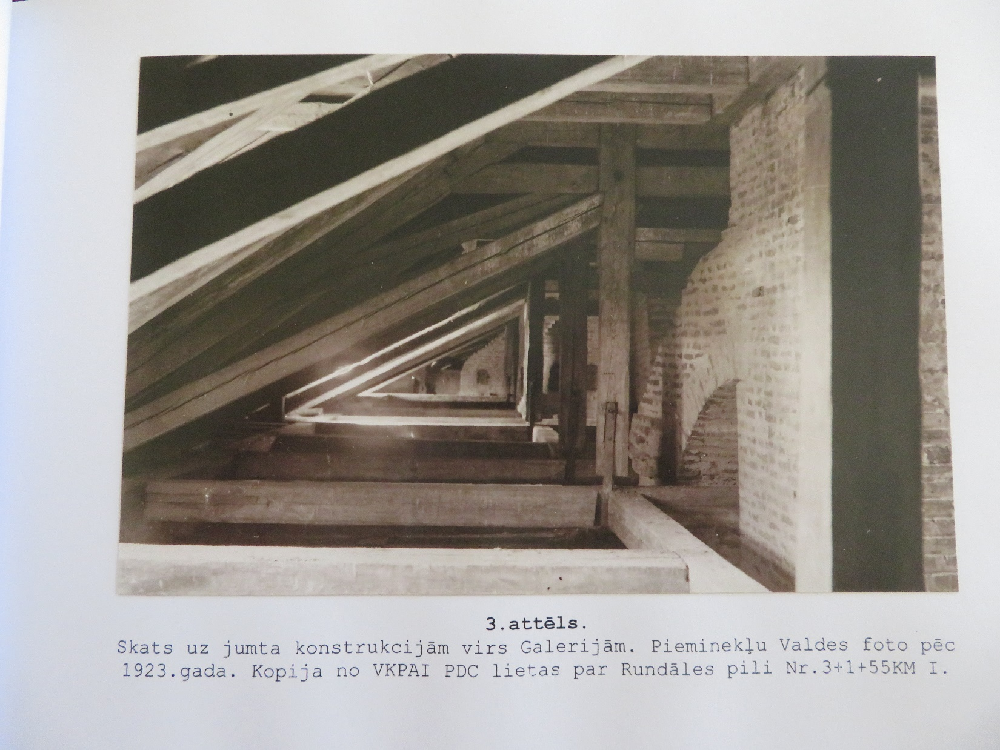 3.attēls.
Skats uz jumta konstrukcijām virs Galerijām. Pieminekļu Valdes foto pēc
1923.gada. Kopija no VKPAI PDC lietas par Rundāles pili Nr.3+1+55KM I.